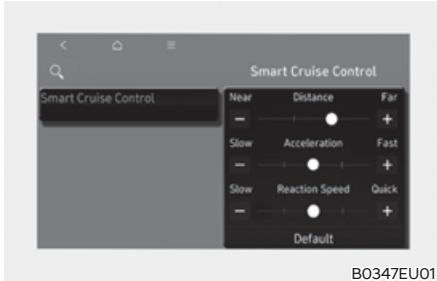 Smart Cruise Control
Smart Cruise Control
Near Distance Far
Slow Acceleration Fast
Slow Reaction Speed Quick
Default
B0347EU01